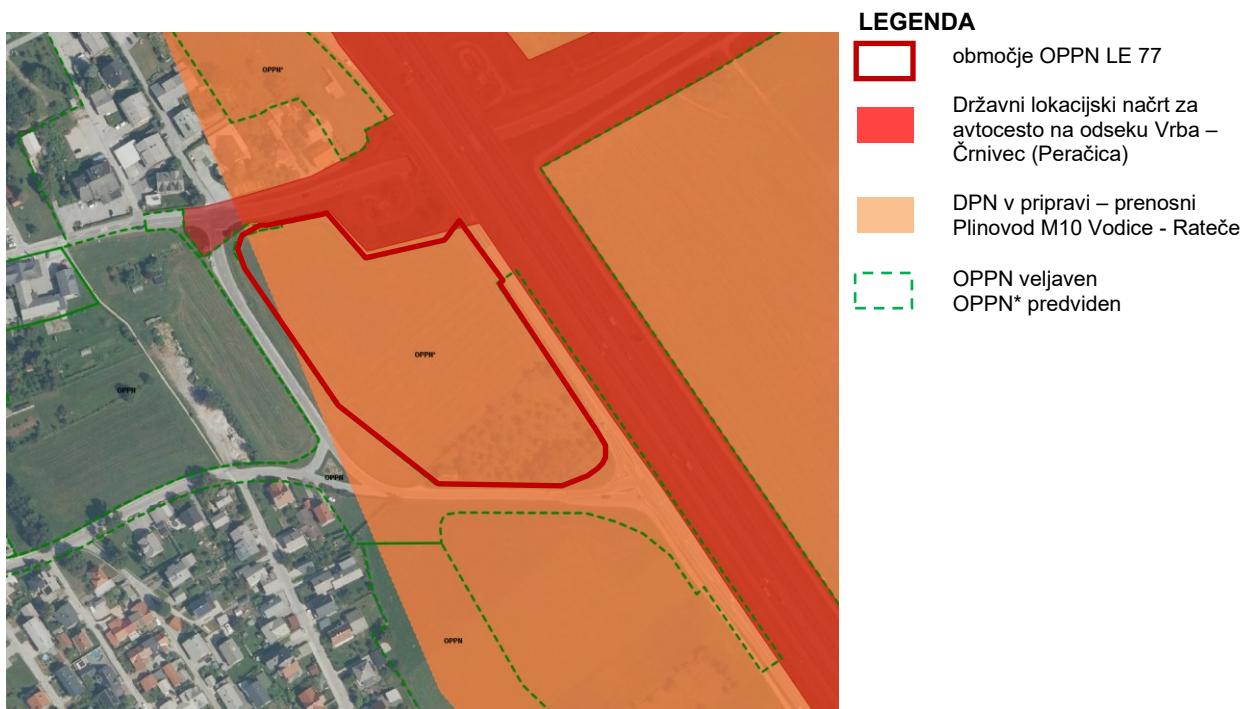 LEGENDA
območje OPPN LE 77
Državni lokacijski načrt za
avtocesto na odseku Vrba –
Črnivec (Peračica)
DPN v pripravi – prenosni
Plinovod M10 Vodice - Rateče
OPPN veljaven
OPPN* predviden
OPPN*
OPPN*
OPPN
OPPN
OPPN